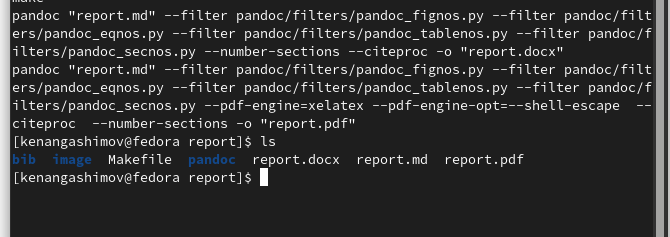 make
pandoc "report.md" --filter pandoc/filters/pandoc_fignos.py --filter pandoc/filt
ers/pandoc_eqnos.py --filter pandoc/filters/pandoc_tablenos.py --filter pandoc/f
ilters/pandoc_secnos.py --number-sections --citeproc -o "report.docx"
pandoc "report.md" --filter pandoc/filters/pandoc_fignos.py --filter pandoc/filt
ers/pandoc_eqnos.py --filter pandoc/filters/pandoc_tablenos.py --filter pandoc/f
ilters/pandoc_secnos.py --pdf-engine=xelatex --pdf-engine-opt=--shell-escape --
citeproc --number-sections -o "report.pdf"
[kenangashimov@fedora report]$ ls
bib image Makefile pandoc report.docx report.md report.pdf
[kenangashimov@fedora report]$